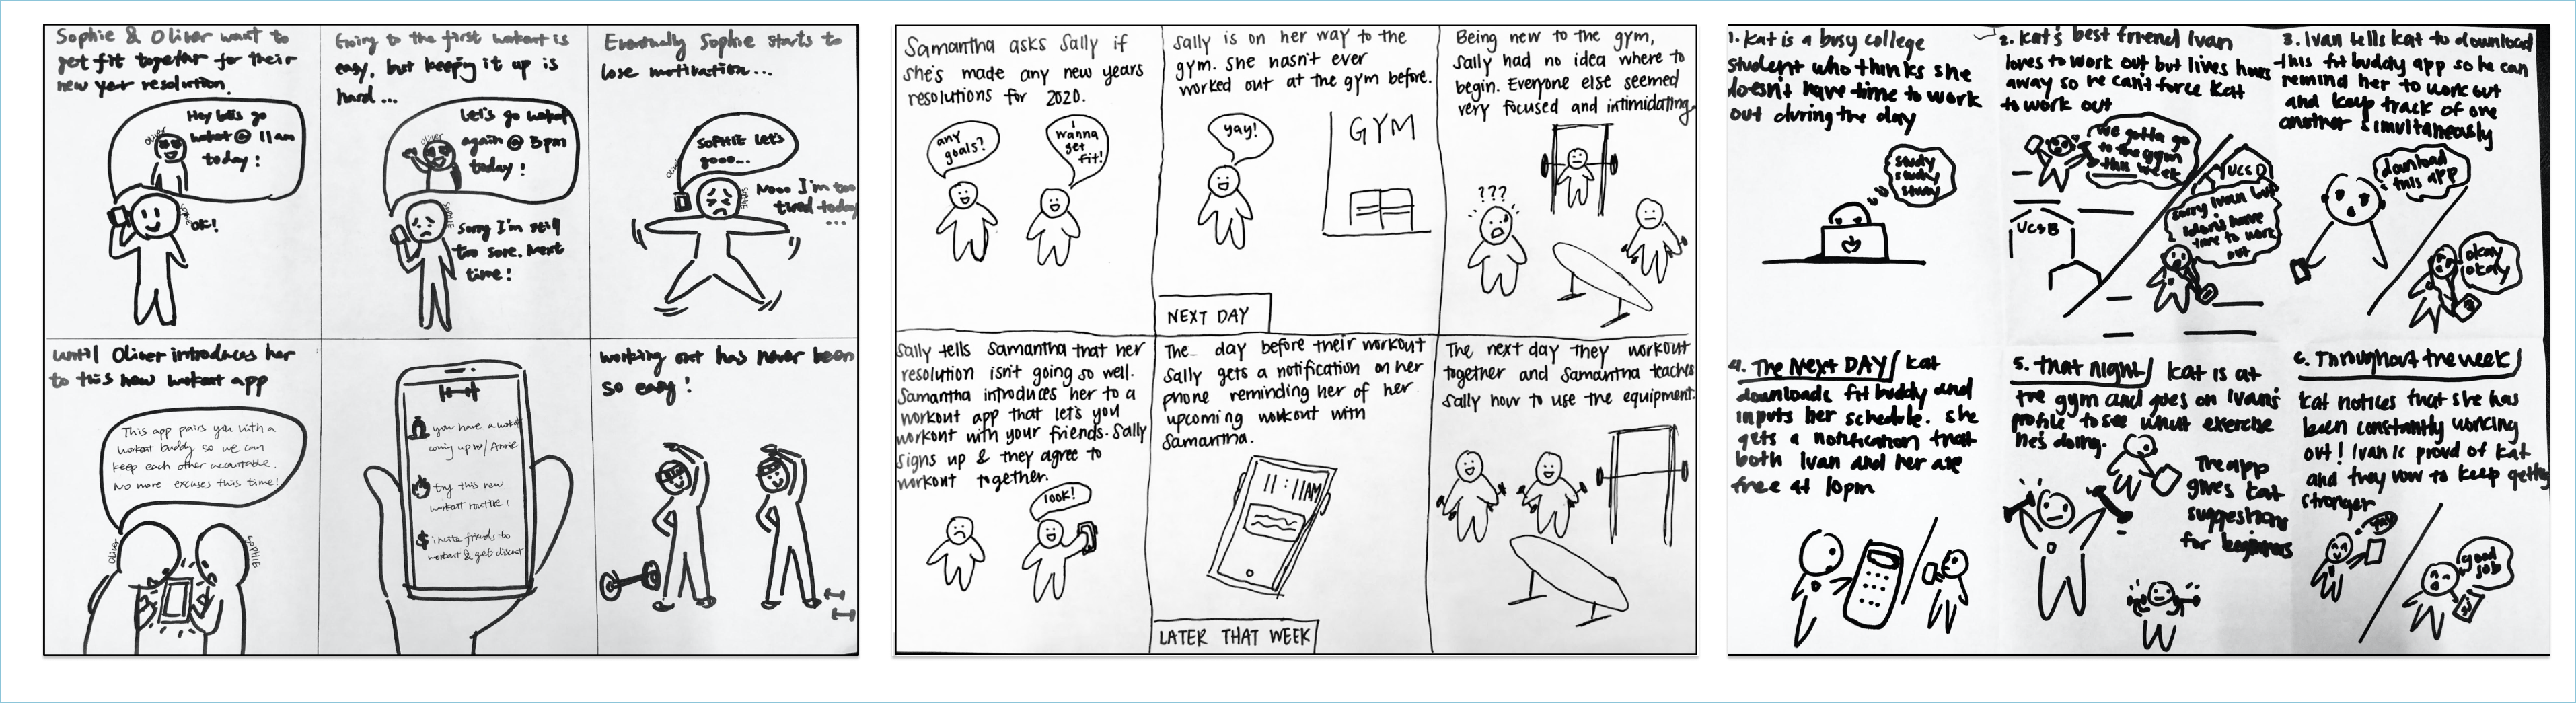 Sophie & Oliver want to
get fit together for their
new year resolution.
Hey let's go
workout @ 11am
today!
Oliver
OK!
Going to the first workout is
easy, but keeping it up is
hard...
Let's go workout
again @ 3pm
today!
Oliver
SOPHIE
Sorry I'm still
too sore. Next
time!
Eventually Sophie starts to
lose motivation...
SOPHIE LET'S
gooo...
Oliver
SOPHIE
Nooo I'm too
tired today
...
until Oliver introduces her
to this new workout app
This app pairs you with a
workout buddy so we can
keep each other accountable.
No more excuses this time!
Oliver
SOPHIE
you have a workout
coming up w/ Annie
try this new
workout routine!
$ invite friends to
workout & get discount
working out has never been
so easy!
Samantha asks Sally if
she's made any new years
resolutions for 2020.
any
goals?
I
wanna
get
fit!
Sally is on her way to the
gym. She hasn't ever
worked out at the gym before.
yay!
GYM
NEXT DAY
Being new to the gym,
Sally had no idea where to
begin. Everyone else seemed
very focused and intimidating
???
Sally tells Samantha that her
resolution isn't going so well.
Samantha introduces her to a
workout app that let's you
workout with your friends. Sally
signs up & they agree to
workout together.
look!
The day before their workout
Sally gets a notification on her
phone reminding her of her
upcoming workout with
Samantha.
11:11AM
LATER THAT WEEK
The next day they workout
together and Samantha teaches
Sally how to use the equipment.
1. Kat is a busy college
student who thinks she
doesn't have time to work
out during the day
study
study
study
2. Kat's best friend Ivan
loves to work out but lives hours
away so he can't force Kat
to work out
we gotta go
to the gym
this week
UCSB
UCSD
sorry Ivan but
I don't have
time to work
out
3. Ivan tells Kat to download
this fit buddy app so he can
remind her to work out
and keep track of one
another simultaneously
download
this app
okay
okay
4. The NEXT DAY/ Kat
downloads fit buddy and
inputs her schedule. She
gets a notification that
both Ivan and her are
free at 10pm
5. That night/ Kat is at
the gym and goes on Ivan's
profile to see what exercise
he's doing.
The app
gives Kat
suggestions
for beginners
6. Throughout the week/
Kat notices that she has
been constantly working
out! Ivan is proud of Kat
and they vow to keep getting
stronger
yay
good
job